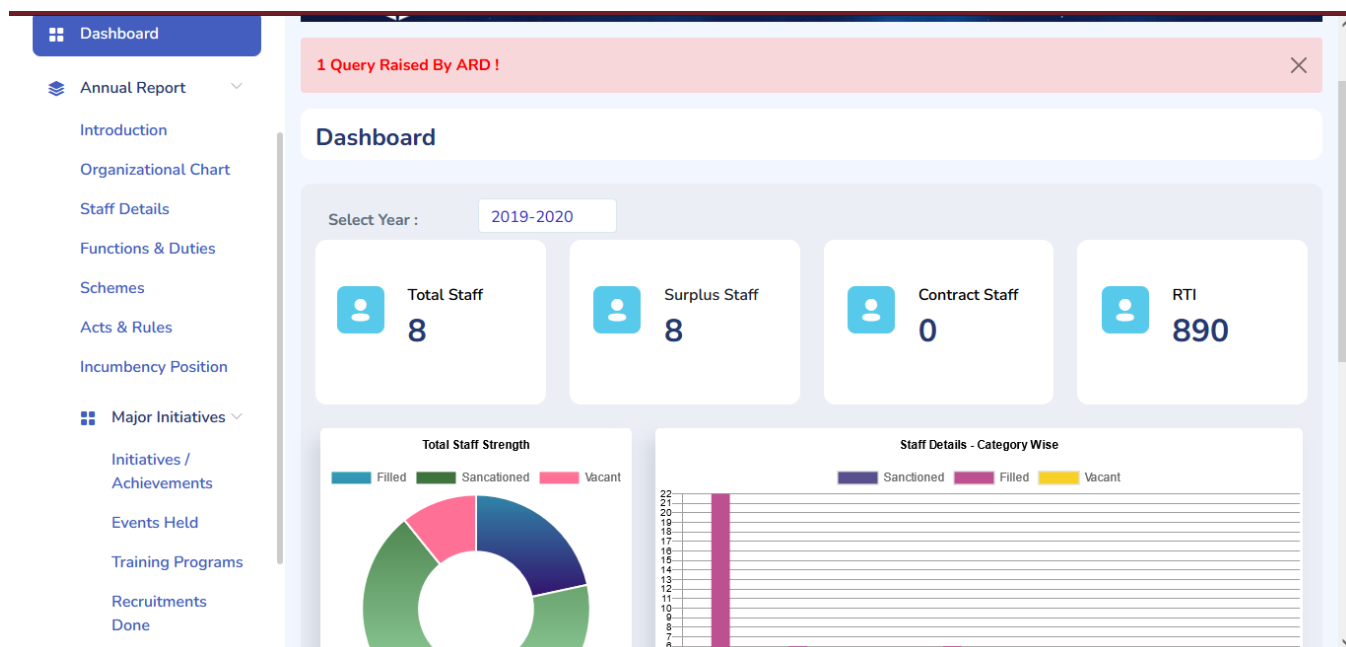 Dashboard
Annual Report
Introduction
Organizational Chart
Staff Details
Functions & Duties
Schemes
Acts & Rules
Incumbency Position
Major Initiatives
Initiatives /
Achievements
Events Held
Training Programs
Recruitments
Done
1 Query Raised By ARD !
Dashboard
Select Year :
2019-2020
Total Staff
8
Surplus Staff
8
Contract Staff
0
RTI
890
Total Staff Strength
Filled Sancationed Vacant
Staff Details - Category Wise
Sanctioned Filled Vacant
22
21
20
19
18
17
16
15
14
13
12
11
10
9
8
7
6